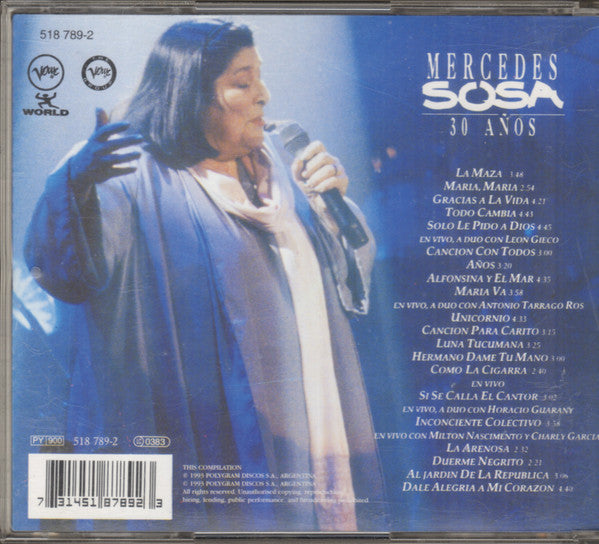 518 789-2
Verve
THE
Verve
WORLD
MERCEDES
SOSA
30 AÑOS
LA MAZA 3:48
MARIA, MARIA 2:54
GRACIAS A LA VIDA 4:21
TODO CAMBIA 4:43
SOLO LE PIDO A DIOS 4:45
EN VIVO, A DUO CON LEON GIECO
CANCION CON TODOS 3:00
AÑOS 3:20
ALFONSINA Y EL MAR 4:35
MARIA VA 3:58
EN VIVO, A DUO CON ANTONIO TARRAGO ROS
UNICORNIO 4:33
CANCION PARA CARITO 3:15
LUNA TUCUMANA 3:25
HERMANO DAME TU MANO 3:00
COMO LA CIGARRA 2:40
EN VIVO
SI SE CALLA EL CANTOR 3:02
EN VIVO, A DUO CON HORACIO GUARANY
INCONCIENTE COLECTIVO 3:38
EN VIVO CON MILTON NASCIMENTO Y CHARLY GARCIA
LA ARENOSA 2:32
DUERME NEGRITO 2:21
AL JARDIN DE LA REPUBLICA 3:06
DALE ALEGRIA A MI CORAZON 4:40
PY 900 518 789-2 LC 0383
7 31451 87892 3
THIS COMPILATION
℗ 1993 POLYGRAM DISCOS S.A., ARGENTINA
© 1993 POLYGRAM DISCOS S.A., ARGENTINA
All rights reserved. Unauthorised copying, reproduction,
hiring, lending, public performance and broadcasting prohibited.